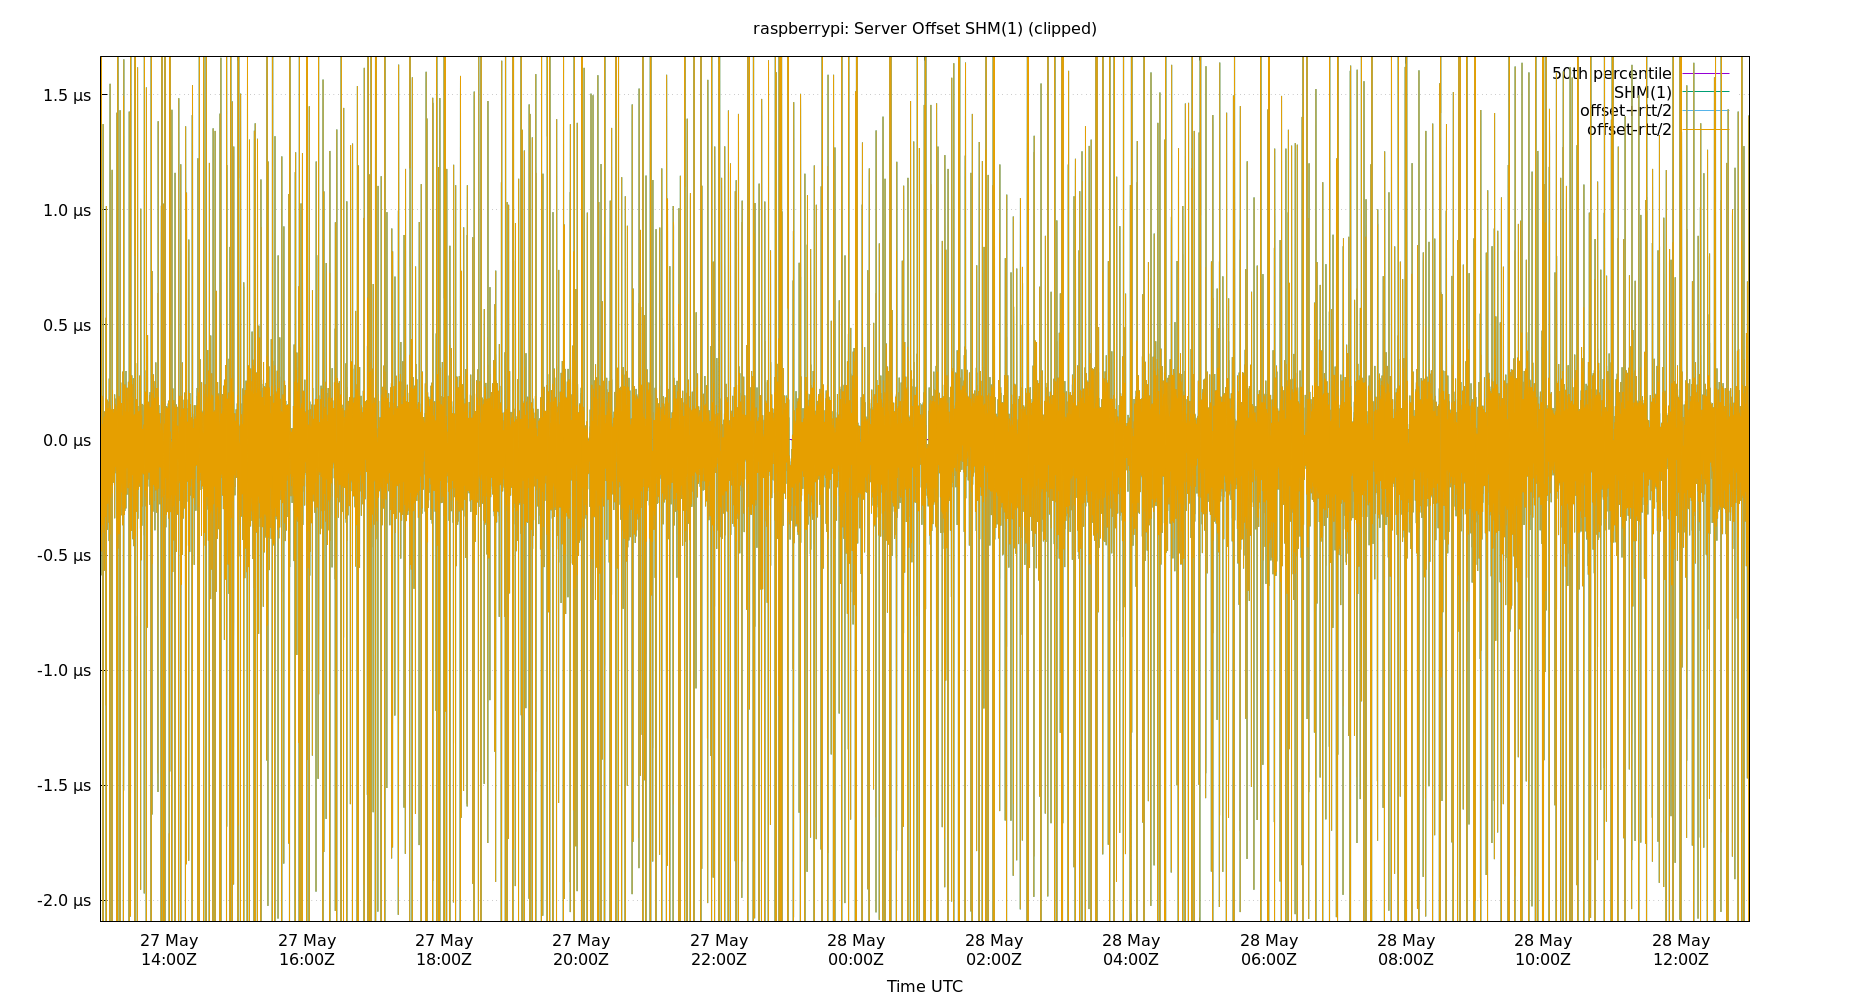 raspberrypi: Server Offset SHM(1) (clipped)
50th percentile
SHM(1)
offset+rtt/2
offset-rtt/2
1.5 µs
1.0 µs
0.5 µs
0.0 µs
-0.5 µs
-1.0 µs
-1.5 µs
-2.0 µs
27 May 27 May 27 May 27 May 27 May 28 May 28 May 28 May 28 May 28 May 28 May 28 May
14:00Z 16:00Z 18:00Z 20:00Z 22:00Z 00:00Z 02:00Z 04:00Z 06:00Z 08:00Z 10:00Z 12:00Z
Time UTC